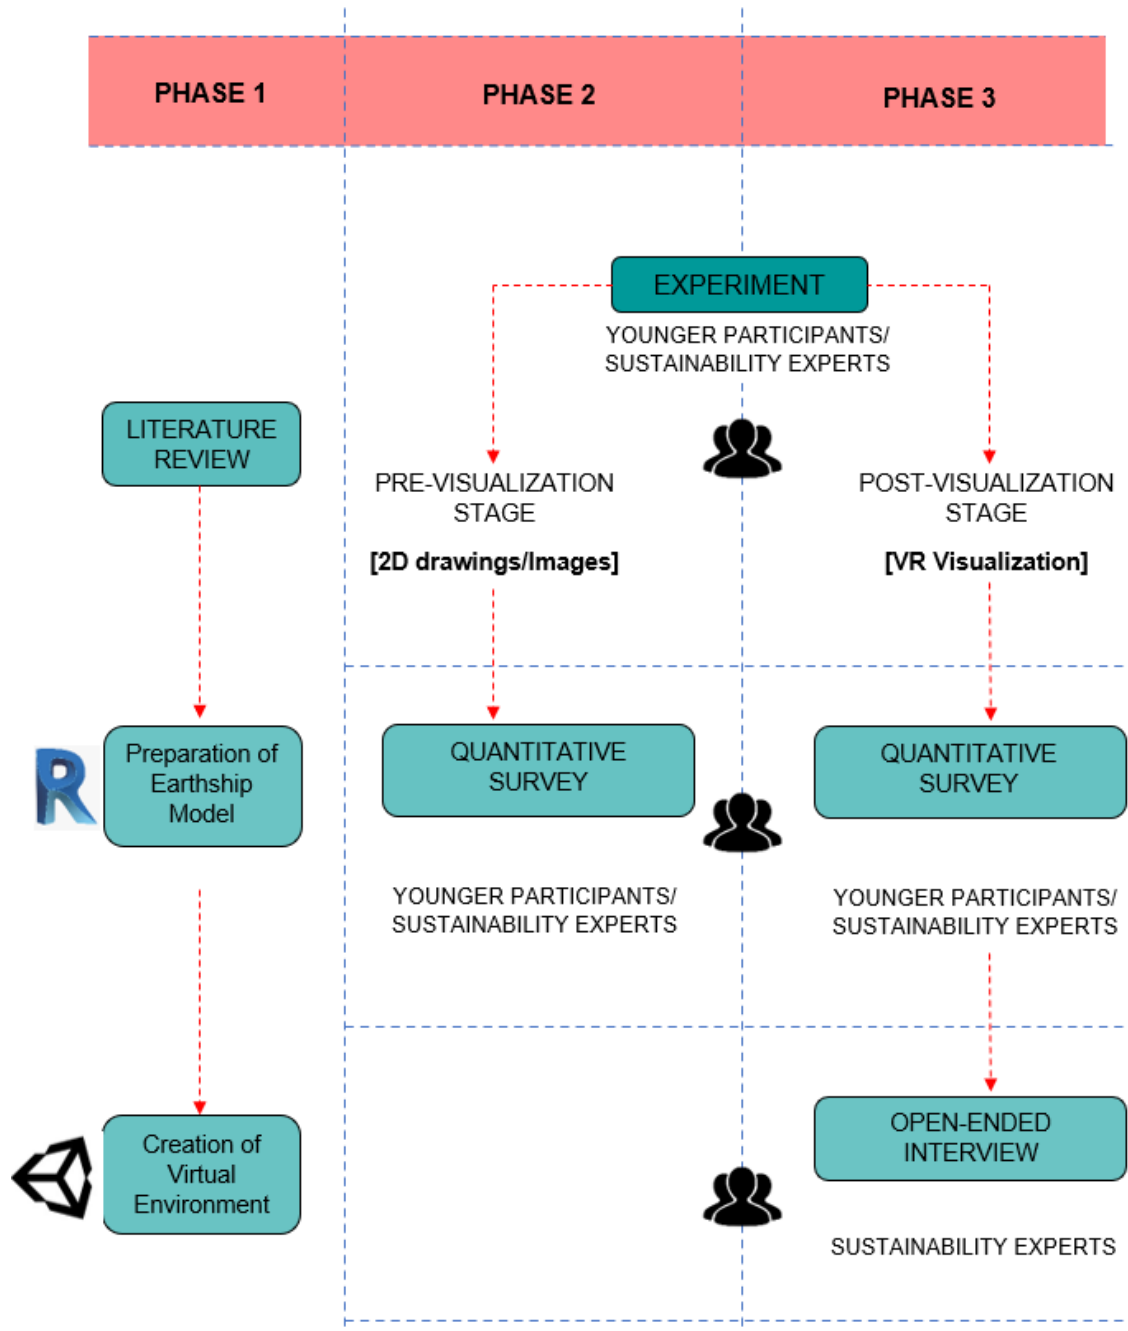 PHASE 1
PHASE 2
PHASE 3
EXPERIMENT
YOUNGER PARTICIPANTS/
SUSTAINABILITY EXPERTS
LITERATURE
REVIEW
PRE-VISUALIZATION
STAGE
[2D drawings/Images]
POST-VISUALIZATION
STAGE
[VR Visualization]
R
Preparation of
Earthship
Model
QUANTITATIVE
SURVEY
QUANTITATIVE
SURVEY
YOUNGER PARTICIPANTS/
SUSTAINABILITY EXPERTS
YOUNGER PARTICIPANTS/
SUSTAINABILITY EXPERTS
Creation of
Virtual
Environment
OPEN-ENDED
INTERVIEW
SUSTAINABILITY EXPERTS